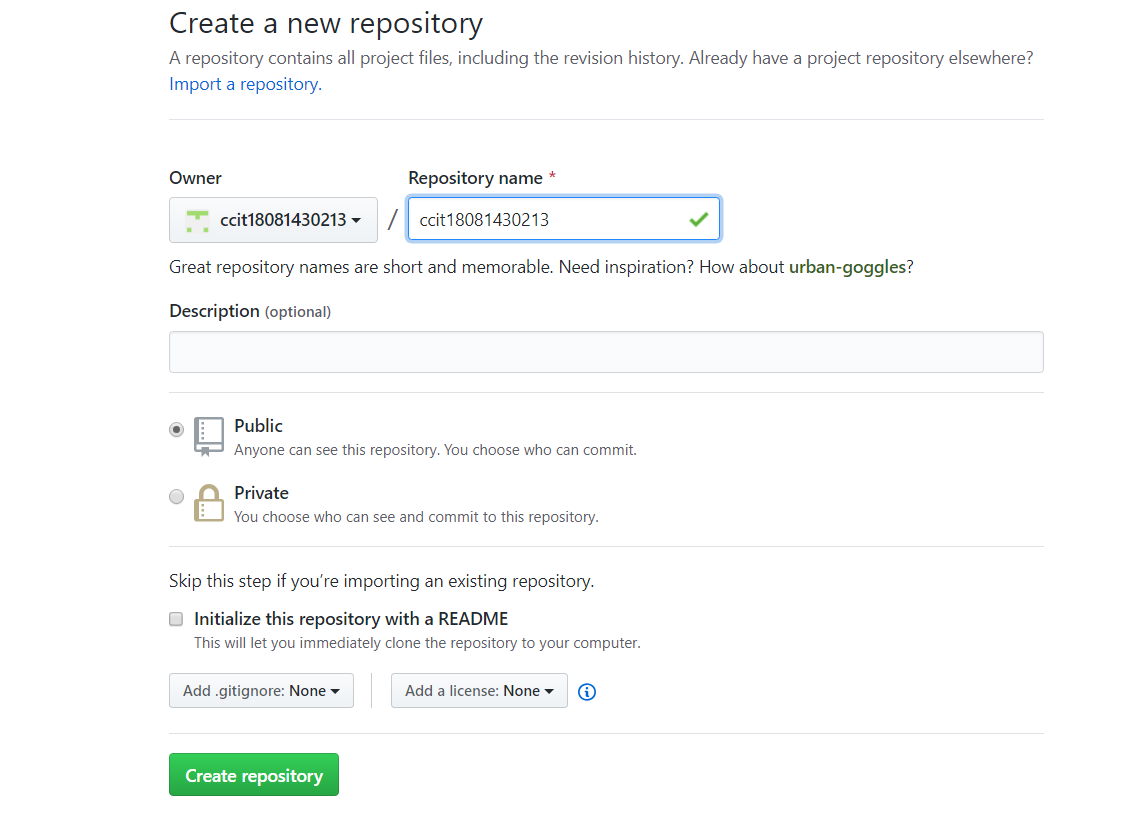 Create a new repository
A repository contains all project files, including the revision history. Already have a project repository elsewhere?
Import a repository.
Owner
Repository name *
ccit18081430213 / ccit18081430213
Great repository names are short and memorable. Need inspiration? How about urban-goggles?
Description (optional)
Public
Anyone can see this repository. You choose who can commit.
Private
You choose who can see and commit to this repository.
Skip this step if you’re importing an existing repository.
Initialize this repository with a README
This will let you immediately clone the repository to your computer.
Add .gitignore: None
Add a license: None
Create repository